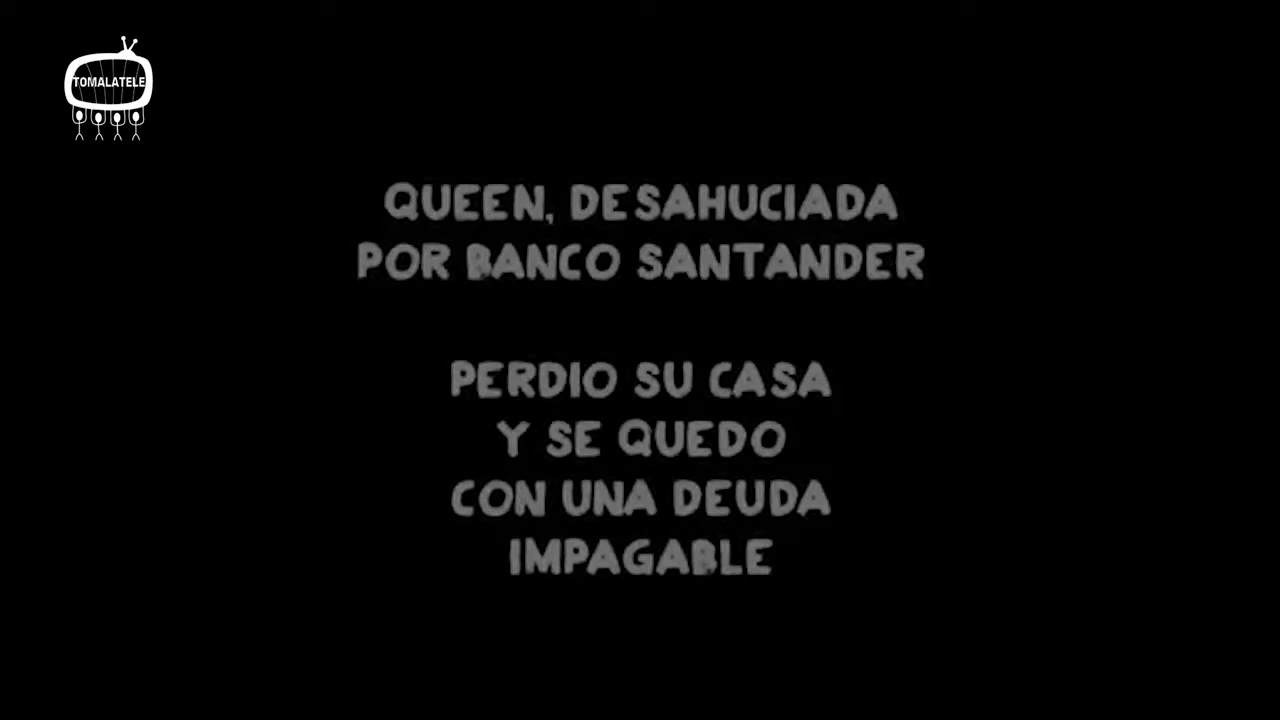 TOMALATELE
QUEEN, DESAHUCIADA
POR BANCO SANTANDER
PERDIO SU CASA
Y SE QUEDO
CON UNA DEUDA
IMPAGABLE